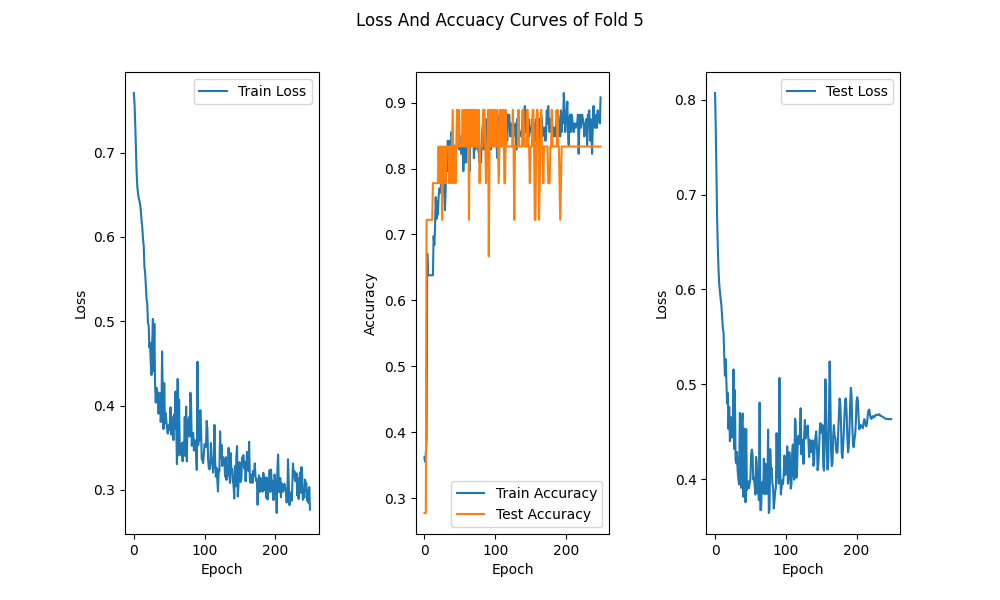 Loss And Accuacy Curves of Fold 5
Train Loss
0.7
0.6
0.5
0.4
0.3
Loss
0 100 200
Epoch
0.9
0.8
0.7
0.6
0.5
0.4
0.3
Accuracy
Train Accuracy
Test Accuracy
0 100 200
Epoch
Test Loss
0.8
0.7
0.6
0.5
0.4
Loss
0 100 200
Epoch